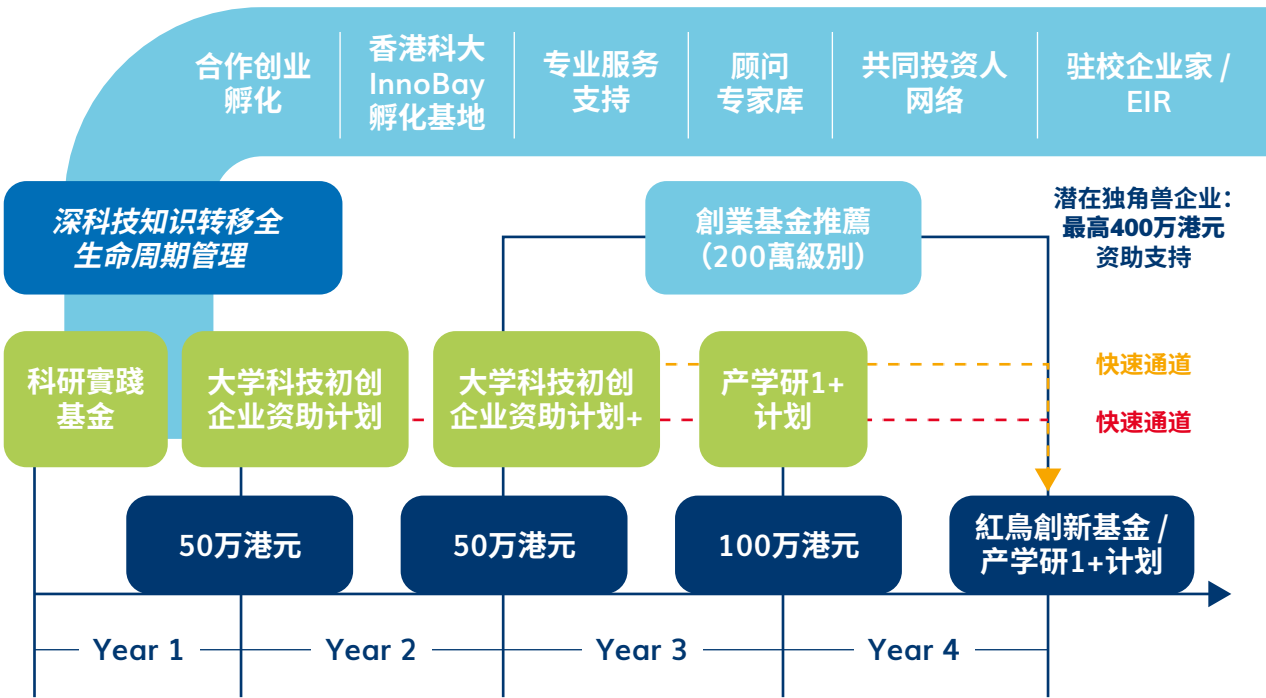 合作创业
孵化
香港科大
InnoBay
孵化基地
专业服务
支持
顾问
专家库
共同投资人
网络
驻校企业家 /
EIR
深科技知识转移全
生命周期管理
創業基金推薦
（200萬級別）
潜在独角兽企业：
最高400万港元
资助支持
科研實踐
基金
大学科技初创
企业资助计划
大学科技初创
企业资助计划+
产学研1+
计划
快速通道
快速通道
50万港元
50万港元
100万港元
紅鳥創新基金 /
产学研1+计划
Year 1
Year 2
Year 3
Year 4